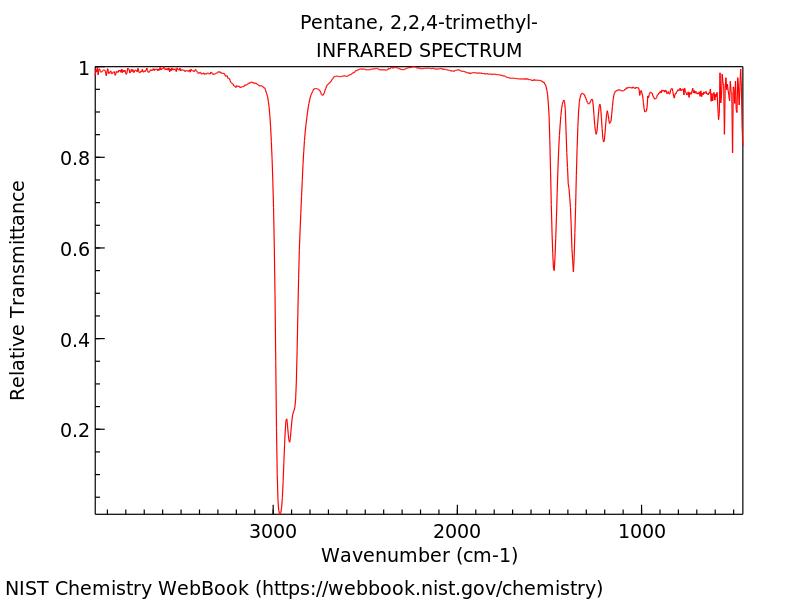 Pentane, 2,2,4-trimethyl-
INFRARED SPECTRUM
1
0.8
0.6
0.4
0.2
Relative Transmittance
3000 2000 1000
Wavenumber (cm-1)
NIST Chemistry WebBook (https://webbook.nist.gov/chemistry)